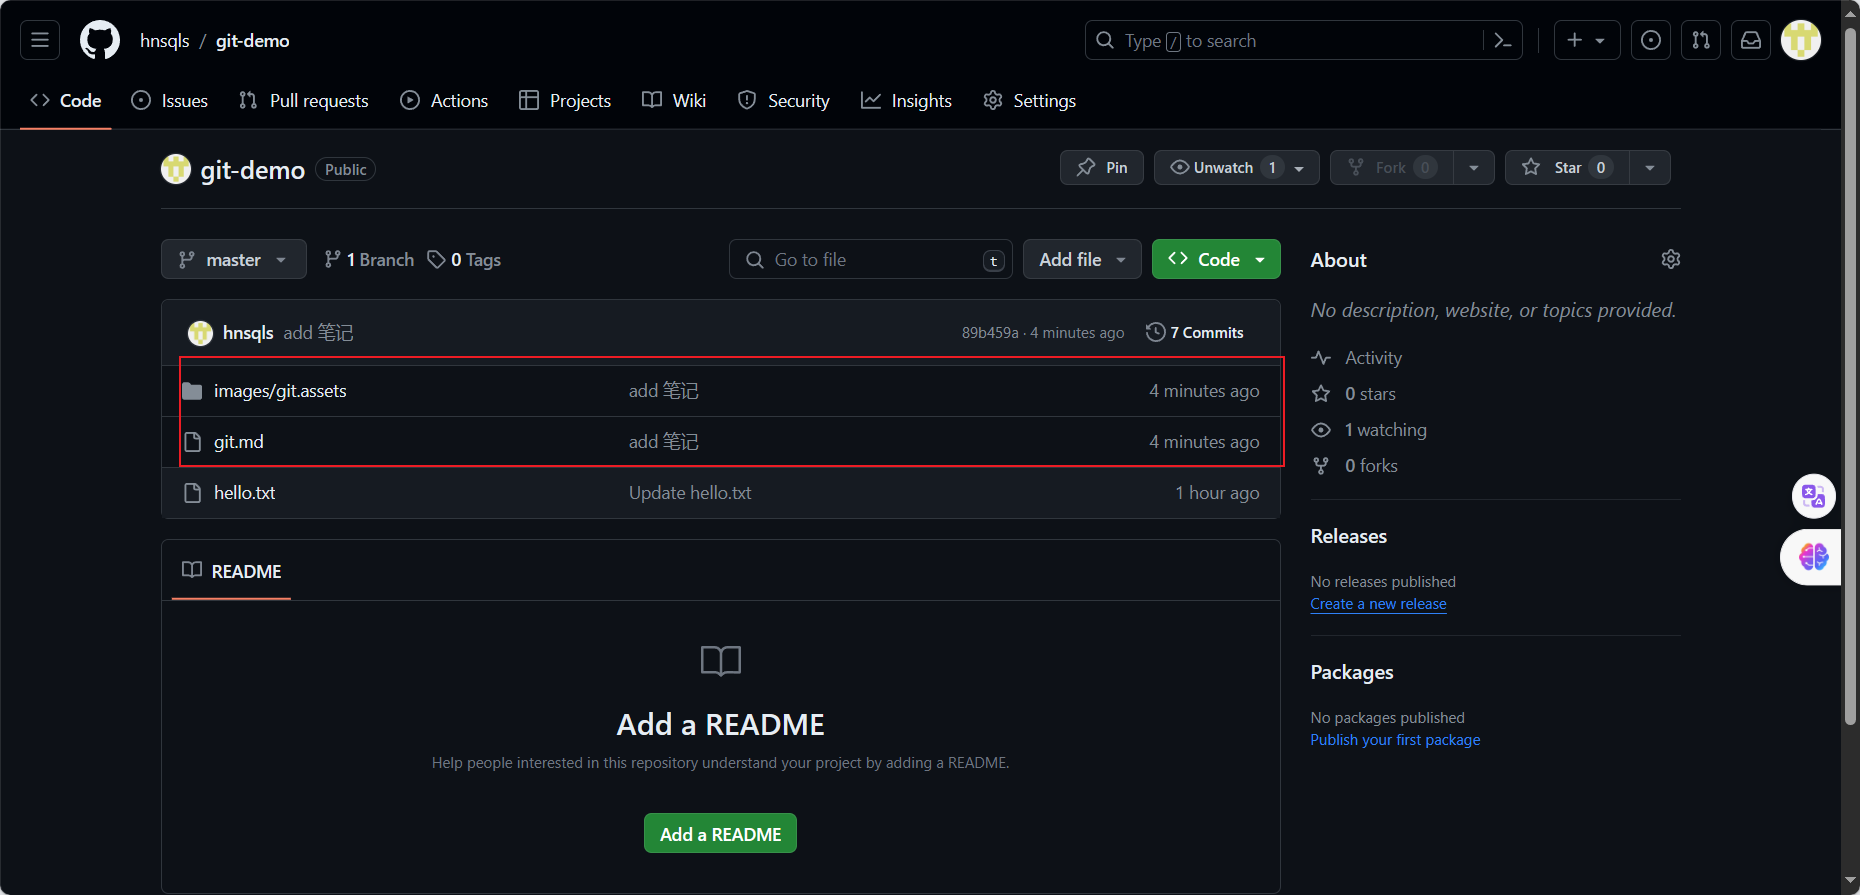 hnsqls / git-demo
Type / to search
Code Issues Pull requests Actions Projects Wiki Security Insights Settings
git-demo Public
Pin Unwatch 1 Fork 0 Star 0
master 1 Branch 0 Tags Go to file t Add file Code
hnsqls add 笔记 89b459a · 4 minutes ago 7 Commits
images/git.assets add 笔记 4 minutes ago
git.md add 笔记 4 minutes ago
hello.txt Update hello.txt 1 hour ago
README
Add a README
Help people interested in this repository understand your project by adding a README.
Add a README
About
No description, website, or topics provided.
Activity
0 stars
1 watching
0 forks
Releases
No releases published
Create a new release
Packages
No packages published
Publish your first package